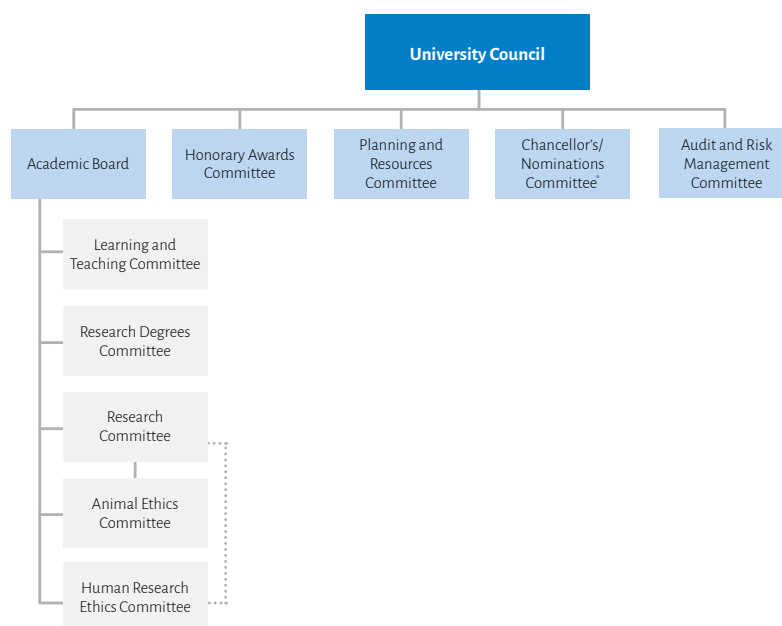 University Council
Academic Board
Honorary Awards
Committee
Planning and
Resources
Committee
Chancellor's/
Nominations
Committee*
Audit and Risk
Management
Committee
Learning and
Teaching Committee
Research Degrees
Committee
Research
Committee
Animal Ethics
Committee
Human Research
Ethics Committee